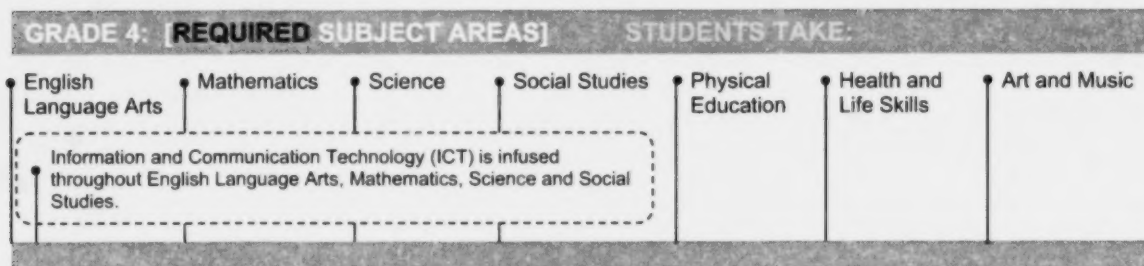 GRADE 4: [REQUIRED SUBJECT AREAS] STUDENTS TAKE:
English
Language Arts
Mathematics
Science
Social Studies
Physical
Education
Health and
Life Skills
Art and Music
Information and Communication Technology (ICT) is infused
throughout English Language Arts, Mathematics, Science and Social
Studies.